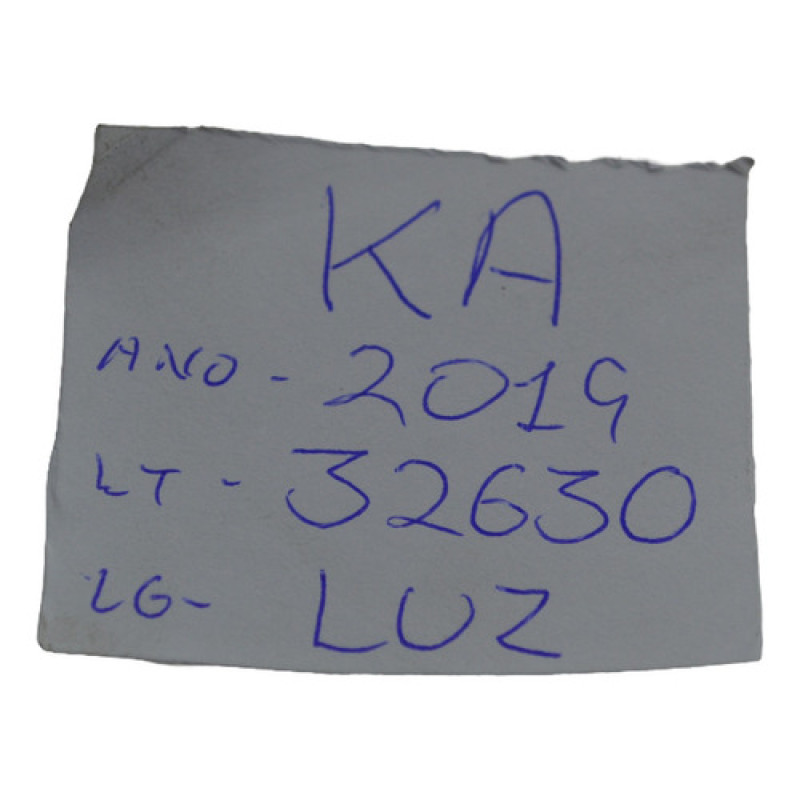 KA
ANO - 2019
LT - 32630
LG- LUZ